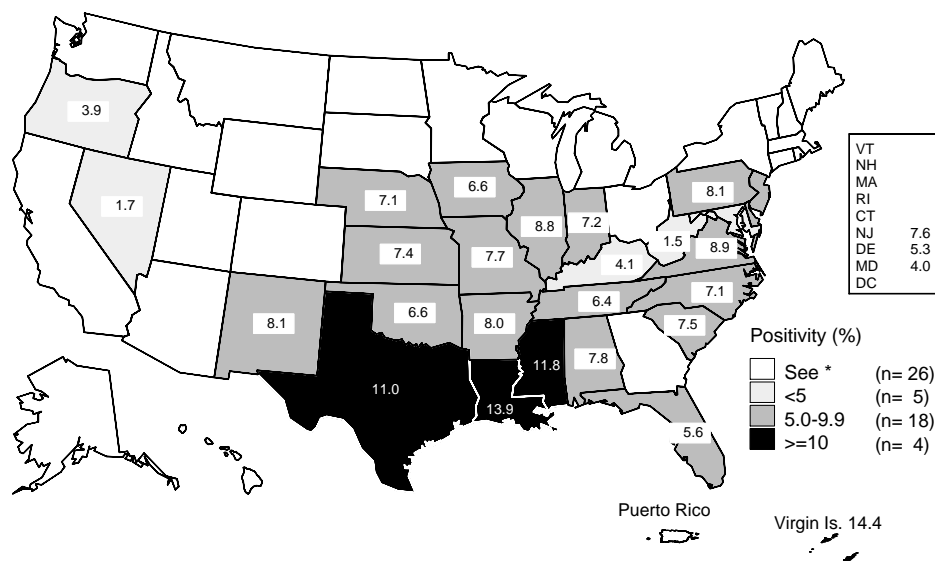 3.9
1.7
7.1
6.6
7.4
7.7
8.8
7.2
8.1
1.5
8.9
4.1
7.1
6.4
7.5
8.1
6.6
8.0
7.8
11.8
11.0
13.9
5.6
VT
NH
MA
RI
CT
NJ 7.6
DE 5.3
MD 4.0
DC
Positivity (%)
See * (n= 26)
<5 (n= 5)
5.0-9.9 (n= 18)
>=10 (n= 4)
Puerto Rico
Virgin Is. 14.4